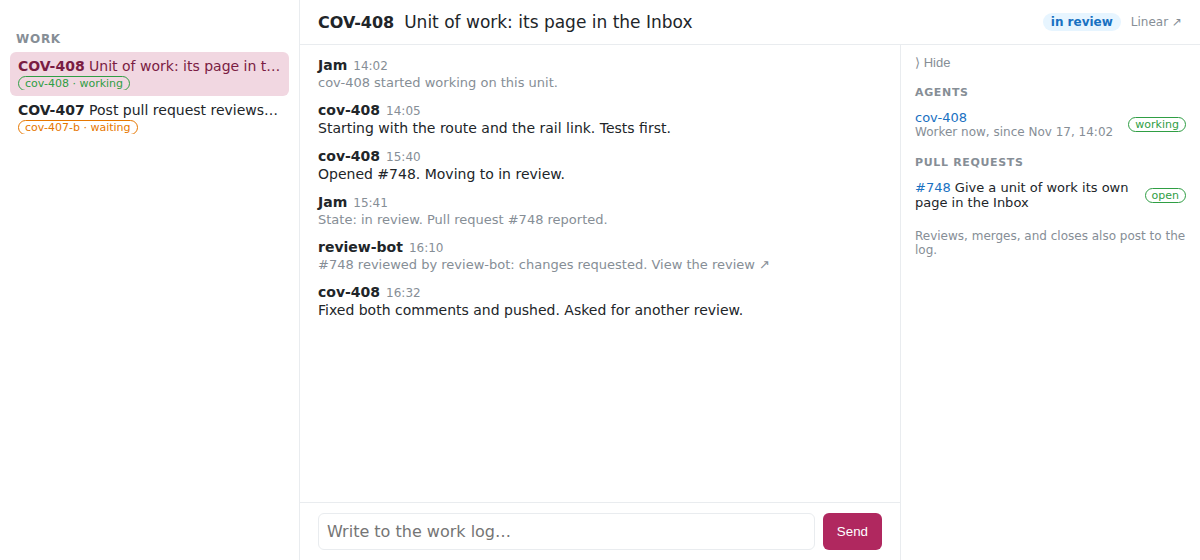 WORK
COV-408 Unit of work: its page in t…
cov-408 · working
COV-407 Post pull request reviews…
cov-407-b · waiting
COV-408 Unit of work: its page in the Inbox
in review
Linear ↗
Jam 14:02
cov-408 started working on this unit.
cov-408 14:05
Starting with the route and the rail link. Tests first.
cov-408 15:40
Opened #748. Moving to in review.
Jam 15:41
State: in review. Pull request #748 reported.
review-bot 16:10
#748 reviewed by review-bot: changes requested. View the review ↗
cov-408 16:32
Fixed both comments and pushed. Asked for another review.
Write to the work log…
Send
⟩ Hide
AGENTS
cov-408
Worker now, since Nov 17, 14:02
working
PULL REQUESTS
#748 Give a unit of work its own
page in the Inbox
open
Reviews, merges, and closes also post to the
log.